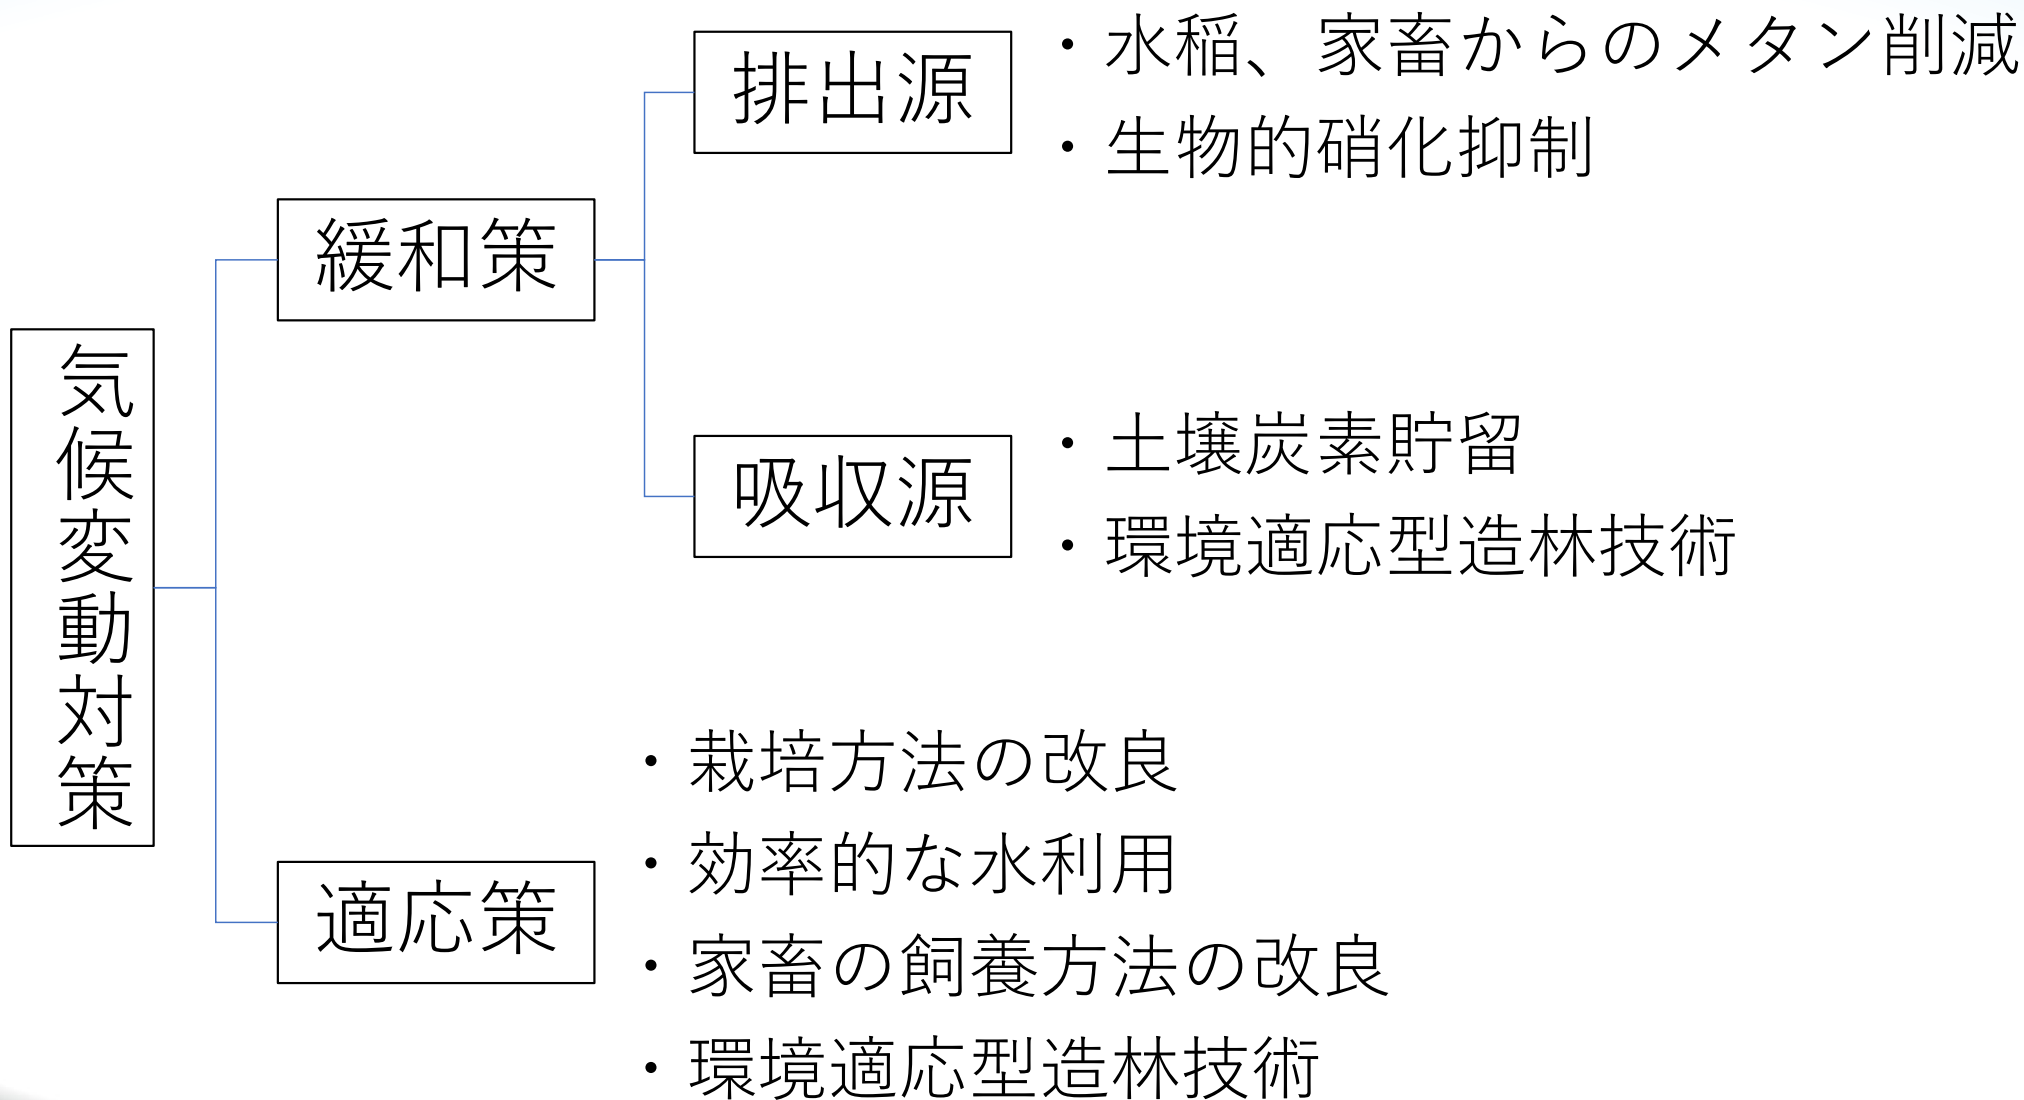 気候変動対策
緩和策
排出源
・水稲、家畜からのメタン削減
・生物的硝化抑制
吸収源
・土壌炭素貯留
・環境適応型造林技術
適応策
・栽培方法の改良
・効率的な水利用
・家畜の飼養方法の改良
・環境適応型造林技術